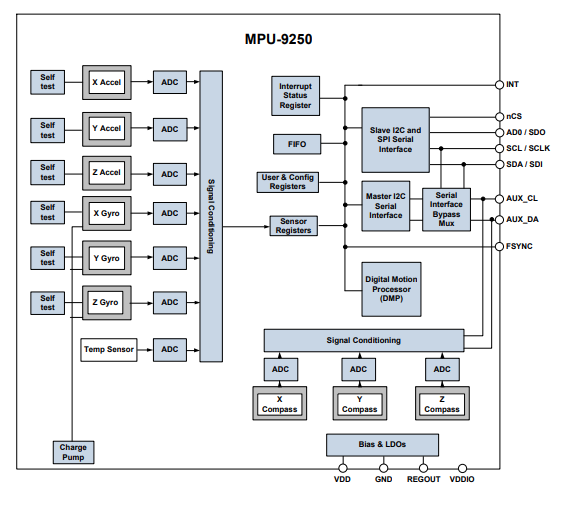 MPU-9250
Self
test
X Accel
ADC
Self
test
Y Accel
ADC
Self
test
Z Accel
ADC
Self
test
X Gyro
ADC
Self
test
Y Gyro
ADC
Self
test
Z Gyro
ADC
Temp Sensor
ADC
Signal Conditioning
Charge
Pump
Interrupt
Status
Register
FIFO
User & Config
Registers
Sensor
Registers
Slave I2C and
SPI Serial
Interface
Master I2C
Serial
Interface
Serial
Interface
Bypass
Mux
Digital Motion
Processor
(DMP)
INT
nCS
AD0 / SDO
SCL / SCLK
SDA / SDI
AUX_CL
AUX_DA
FSYNC
Signal Conditioning
ADC
ADC
ADC
X
Compass
Y
Compass
Z
Compass
Bias & LDOs
VDD
GND
REGOUT
VDDIO